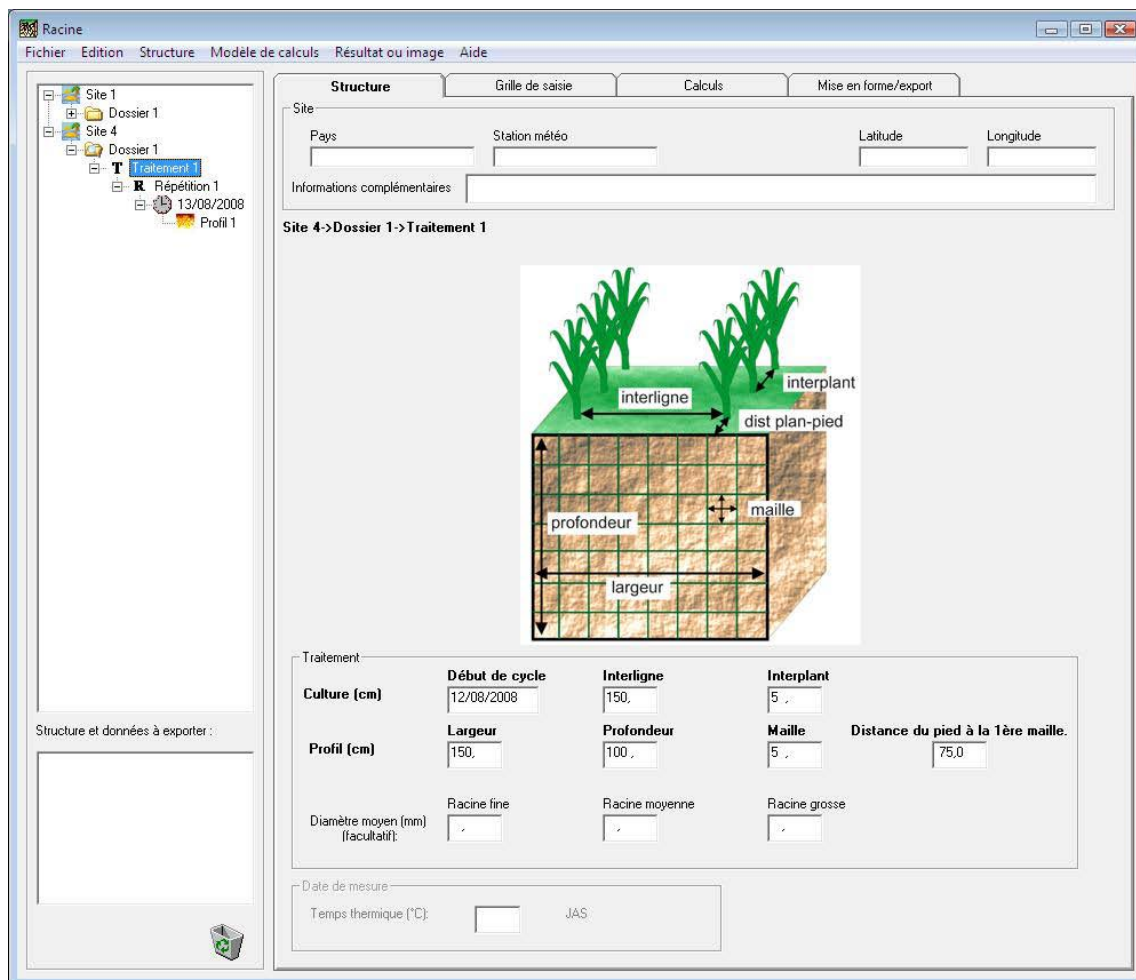 Racine
Fichier Edition Structure Modèle de calculs Résultat ou image Aide
Site 1
Dossier 1
Site 4
Dossier 1
T Traitement 1
R Répétition 1
13/08/2008
Profil 1
Structure et données à exporter :
Structure Grille de saisie Calculs Mise en forme/export
Site
Pays Station météo Latitude Longitude
Informations complémentaires
Site 4->Dossier 1->Traitement 1
interplant
interligne
dist plan-pied
maille
profondeur
largeur
Traitement
Début de cycle Interligne Interplant
Culture (cm) 12/08/2008 150, 5 ,
Largeur Profondeur Maille Distance du pied à la 1ère maille.
Profil (cm) 150, 100 , 5 , 75,0
Racine fine Racine moyenne Racine grosse
Diamètre moyen (mm) , , ,
(facultatif):
Date de mesure
Temps thermique (°C): JAS